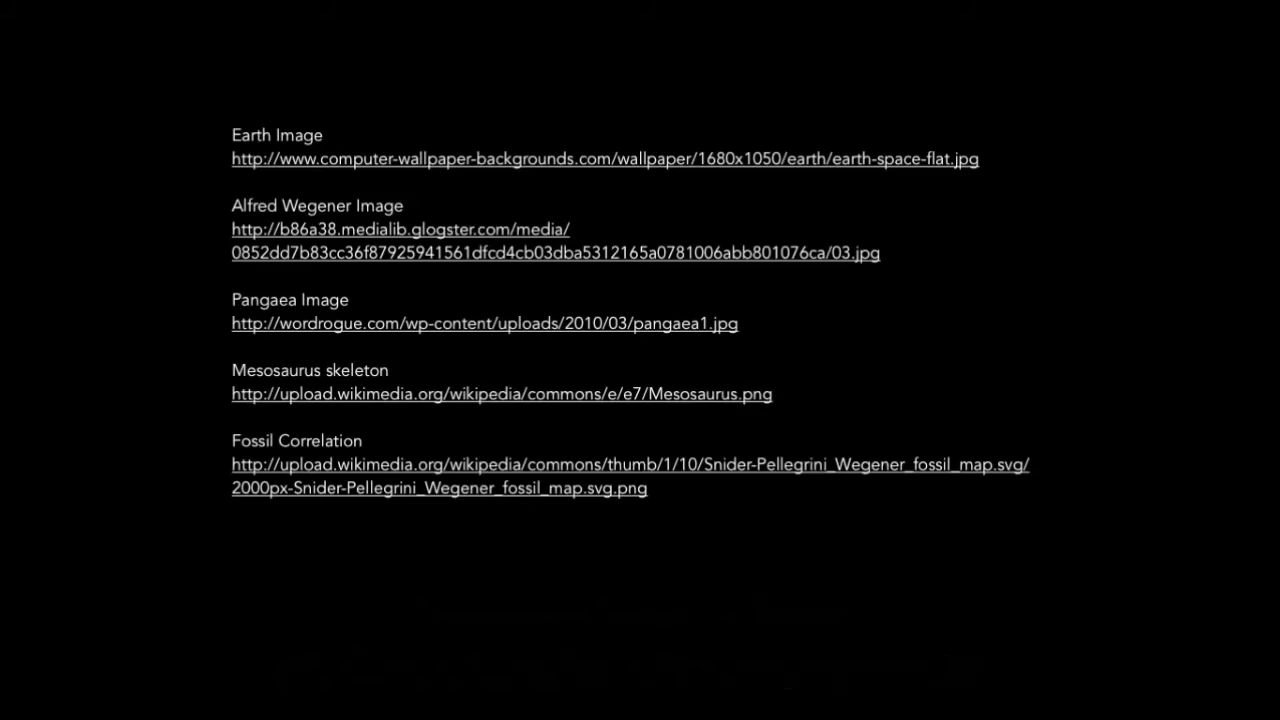 Earth Image
http://www.computer-wallpaper-backgrounds.com/wallpaper/1680x1050/earth/earth-space-flat.jpg
Alfred Wegener Image
http://b86a38.medialib.glogster.com/media/
0852dd7b83cc36f87925941561dfcd4cb03dba5312165a0781006abb801076ca/03.jpg
Pangaea Image
http://wordrogue.com/wp-content/uploads/2010/03/pangaea1.jpg
Mesosaurus skeleton
http://upload.wikimedia.org/wikipedia/commons/e/e7/Mesosaurus.png
Fossil Correlation
http://upload.wikimedia.org/wikipedia/commons/thumb/1/10/Snider-Pellegrini_Wegener_fossil_map.svg/
2000px-Snider-Pellegrini_Wegener_fossil_map.svg.png